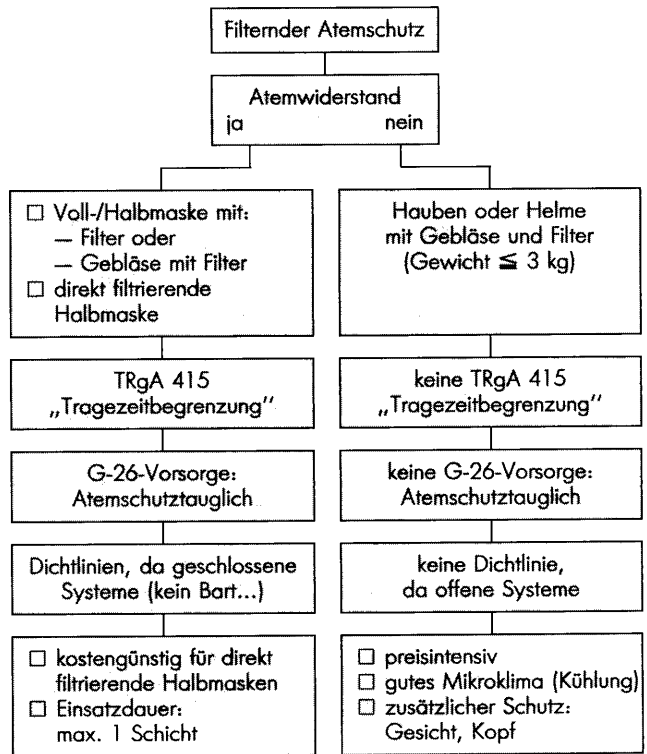 Filternder Atemschutz
Atemwiderstand
ja nein
□ Voll-/Halbmaske mit:
— Filter oder
— Gebläse mit Filter
□ direkt filtrierende
Halbmaske
TRgA 415
„Tragezeitbegrenzung"
G-26-Vorsorge:
Atemschutztauglich
Dichtlinien, da geschlossene
Systeme (kein Bart...)
□ kostengünstig für direkt
filtrierende Halbmasken
□ Einsatzdauer:
max. 1 Schicht
Hauben oder Helme
mit Gebläse und Filter
(Gewicht ≦ 3 kg)
keine TRgA 415
„Tragezeitbegrenzung"
keine G-26-Vorsorge:
Atemschutztauglich
keine Dichtlinie,
da offene Systeme
□ preisintensiv
□ gutes Mikroklima (Kühlung)
□ zusätzlicher Schutz:
Gesicht, Kopf